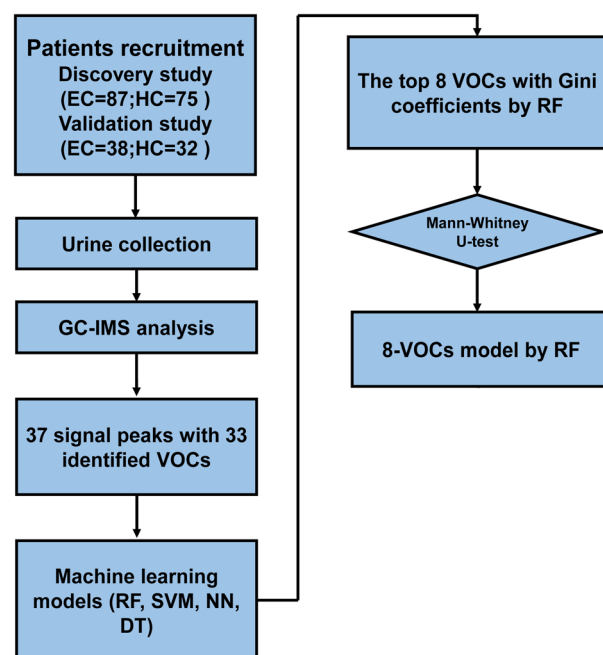 Patients recruitment
Discovery study
(EC=87;HC=75 )
Validation study
(EC=38;HC=32 )
Urine collection
GC-IMS analysis
37 signal peaks with 33
identified VOCs
Machine learning
models (RF, SVM, NN,
DT)
The top 8 VOCs with Gini
coefficients by RF
Mann-Whitney
U-test
8-VOCs model by RF